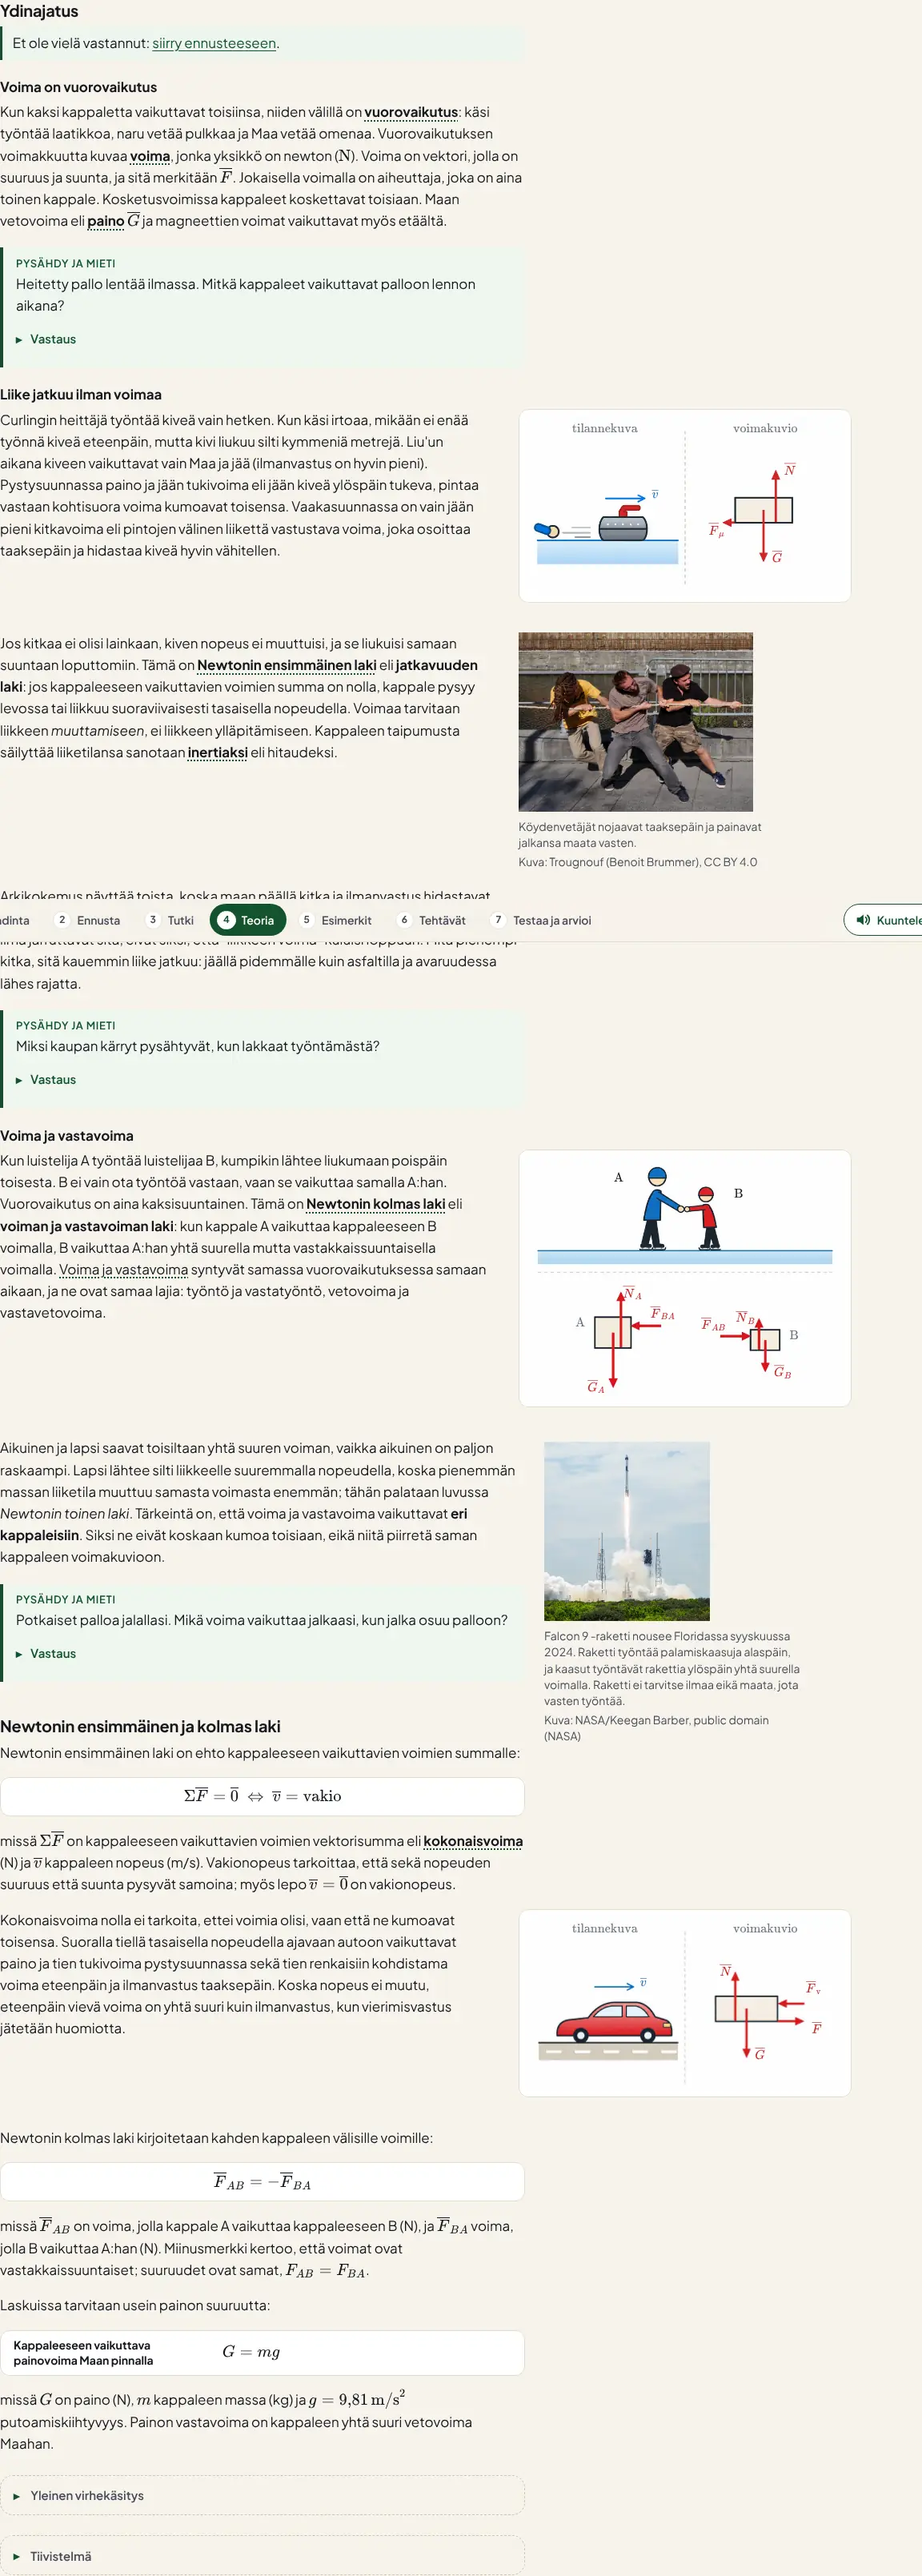 Ydinajatus
Et ole vielä vastannut: siirry ennusteeseen.
Voima on vuorovaikutus
Kun kaksi kappaletta vaikuttavat toisiinsa, niiden välillä on vuorovaikutus: käsi
työntää laatikkoa, naru vetää pulkkaa ja Maa vetää omenaa. Vuorovaikutuksen
voimakkuutta kuvaa voima, jonka yksikkö on newton (N). Voima on vektori, jolla on
suuruus ja suunta, ja sitä merkitään F̅. Jokaisella voimalla on aiheuttaja, joka on aina
toinen kappale. Kosketusvoimissa kappaleet koskettavat toisiaan. Maan
vetovoima eli paino G̅ ja magneettien voimat vaikuttavat myös etäältä.
PYSÄHDY JA MIETI
Heitetty pallo lentää ilmassa. Mitkä kappaleet vaikuttavat palloon lennon
aikana?
▸ Vastaus
Liike jatkuu ilman voimaa
Curlingin heittäjä työntää kiveä vain hetken. Kun käsi irtoaa, mikään ei enää
työnnä kiveä eteenpäin, mutta kivi liukuu silti kymmeniä metrejä. Liu'un
aikana kiveen vaikuttavat vain Maa ja jää (ilmanvastus on hyvin pieni).
Pystysuunnassa paino ja jään tukivoima eli jään kiveä ylöspäin tukeva, pintaa
vastaan kohtisuora voima kumoavat toisensa. Vaakasuunnassa on vain jään
pieni kitkavoima eli pintojen välinen liikettä vastustava voima, joka osoittaa
taaksepäin ja hidastaa kiveä hyvin vähitellen.
tilannekuva
voimakuvio
v̅
N̅
F̅μ
G̅
Jos kitkaa ei olisi lainkaan, kiven nopeus ei muuttuisi, ja se liukuisi samaan
suuntaan loputtomiin. Tämä on Newtonin ensimmäinen laki eli jatkavuuden
laki: jos kappaleeseen vaikuttavien voimien summa on nolla, kappale pysyy
levossa tai liikkuu suoraviivaisesti tasaisella nopeudella. Voimaa tarvitaan
liikkeen muuttamiseen, ei liikkeen ylläpitämiseen. Kappaleen taipumusta
säilyttää liiketilansa sanotaan inertiaksi eli hitaudeksi.
Köydenvetäjät nojaavat taaksepäin ja painavat
jalkansa maata vasten.
Kuva: Trougnouf (Benoit Brummer), CC BY 4.0
Arkikokemus näyttää toista, koska maan päällä kitka ja ilmanvastus hidastavat
2 Ennusta
3 Tutki
4 Teoria
5 Esimerkit
6 Tehtävät
7 Testaa ja arvioi
kitka, sitä kauemmin liike jatkuu: jäällä pidemmälle kuin asfaltilla ja avaruudessa
lähes rajatta.
PYSÄHDY JA MIETI
Miksi kaupan kärryt pysähtyvät, kun lakkaat työntämästä?
▸ Vastaus
Voima ja vastavoima
Kun luistelija A työntää luistelijaa B, kumpikin lähtee liukumaan poispäin
toisesta. B ei vain ota työntöä vastaan, vaan se vaikuttaa samalla A:han.
Vuorovaikutus on aina kaksisuuntainen. Tämä on Newtonin kolmas laki eli
voiman ja vastavoiman laki: kun kappale A vaikuttaa kappaleeseen B
voimalla, B vaikuttaa A:han yhtä suurella mutta vastakkaissuuntaisella
voimalla. Voima ja vastavoima syntyvät samassa vuorovaikutuksessa samaan
aikaan, ja ne ovat samaa lajia: työntö ja vastatyöntö, vetovoima ja
vastavetovoima.
A
B
N̅A
F̅BA
A
G̅A
F̅AB
N̅B
B
G̅B
Aikuinen ja lapsi saavat toisiltaan yhtä suuren voiman, vaikka aikuinen on paljon
raskaampi. Lapsi lähtee silti liikkeelle suuremmalla nopeudella, koska pienemmän
massan liiketila muuttuu samasta voimasta enemmän; tähän palataan luvussa
Newtonin toinen laki. Tärkeintä on, että voima ja vastavoima vaikuttavat eri
kappaleisiin. Siksi ne eivät koskaan kumoa toisiaan, eikä niitä piirretä saman
kappaleen voimakuvioon.
PYSÄHDY JA MIETI
Potkaiset palloa jalallasi. Mikä voima vaikuttaa jalkaasi, kun jalka osuu palloon?
▸ Vastaus
Falcon 9 -raketti nousee Floridassa syyskuussa
2024. Raketti työntää palamiskaasuja alaspäin,
ja kaasut työntävät rakettia ylöspäin yhtä suurella
voimalla. Raketti ei tarvitse ilmaa eikä maata, jota
vasten työntää.
Kuva: NASA/Keegan Barber, public domain
(NASA)
Newtonin ensimmäinen ja kolmas laki
Newtonin ensimmäinen laki on ehto kappaleeseen vaikuttavien voimien summalle:
ΣF̅ = 0̅ ⇔ v̅ = vakio
missä ΣF̅ on kappaleeseen vaikuttavien voimien vektorisumma eli kokonaisvoima
(N) ja v̅ kappaleen nopeus (m/s). Vakionopeus tarkoittaa, että sekä nopeuden
suuruus että suunta pysyvät samoina; myös lepo v̅ = 0̅ on vakionopeus.
Kokonaisvoima nolla ei tarkoita, ettei voimia olisi, vaan että ne kumoavat
toisensa. Suoralla tiellä tasaisella nopeudella ajavaan autoon vaikuttavat
paino ja tien tukivoima pystysuunnassa sekä tien renkaisiin kohdistama
voima eteenpäin ja ilmanvastus taaksepäin. Koska nopeus ei muutu,
eteenpäin vievä voima on yhtä suuri kuin ilmanvastus, kun vierimisvastus
jätetään huomiotta.
tilannekuva
voimakuvio
v̅
N̅
F̅v
F̅
G̅
Newtonin kolmas laki kirjoitetaan kahden kappaleen välisille voimille:
F̅AB = −F̅BA
missä F̅AB on voima, jolla kappale A vaikuttaa kappaleeseen B (N), ja F̅BA voima,
jolla B vaikuttaa A:han (N). Miinusmerkki kertoo, että voimat ovat
vastakkaissuuntaiset; suuruudet ovat samat, FAB = FBA.
Laskuissa tarvitaan usein painon suuruutta:
Kappaleeseen vaikuttava
painovoima Maan pinnalla
G = mg
missä G on paino (N), m kappaleen massa (kg) ja g = 9,81 m/s²
putoamiskiihtyvyys. Painon vastavoima on kappaleen yhtä suuri vetovoima
Maahan.
▸ Yleinen virhekäsitys
▸ Tiivistelmä